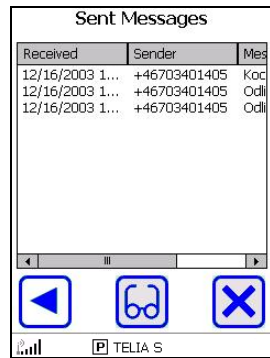 Sent Messages
Received Sender Mes
12/16/2003 1... +46703401405 Koc
12/16/2003 1... +46703401405 Odli
12/16/2003 1... +46703401405 Odli
P TELIA S